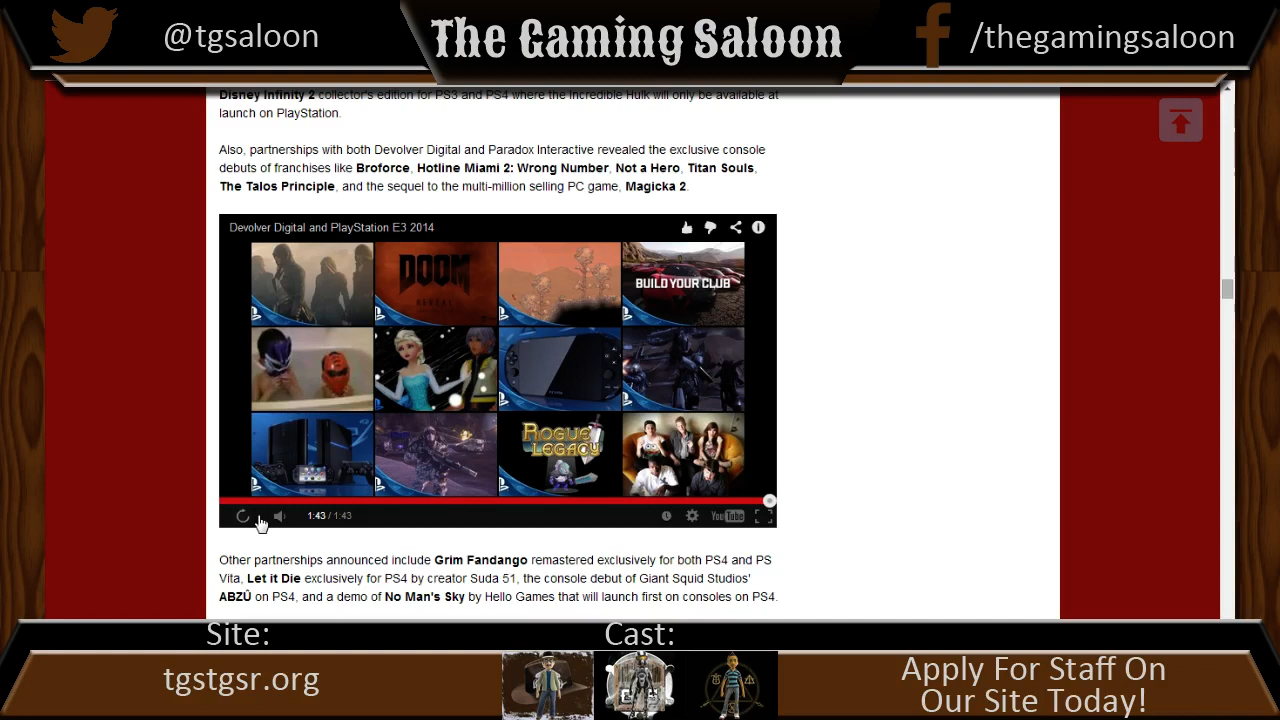 @tgsaloon
The Gaming Saloon
/thegamingsaloon
Disney Infinity 2 collector's edition for PS3 and PS4 where the Incredible Hulk will only be available at
launch on PlayStation.
Also, partnerships with both Devolver Digital and Paradox Interactive revealed the exclusive console
debuts of franchises like Broforce, Hotline Miami 2: Wrong Number, Not a Hero, Titan Souls,
The Talos Principle, and the sequel to the multi-million selling PC game, Magicka 2.
Devolver Digital and PlayStation E3 2014
DOOM
BUILD YOUR CLUB
ROGUE
LEGACY
1:43 / 1:43
YouTube
Other partnerships announced include Grim Fandango remastered exclusively for both PS4 and PS
Vita, Let it Die exclusively for PS4 by creator Suda 51, the console debut of Giant Squid Studios'
ABZÛ on PS4, and a demo of No Man's Sky by Hello Games that will launch first on consoles on PS4.
Site:
Cast:
tgstgsr.org
Apply For Staff On
Our Site Today!